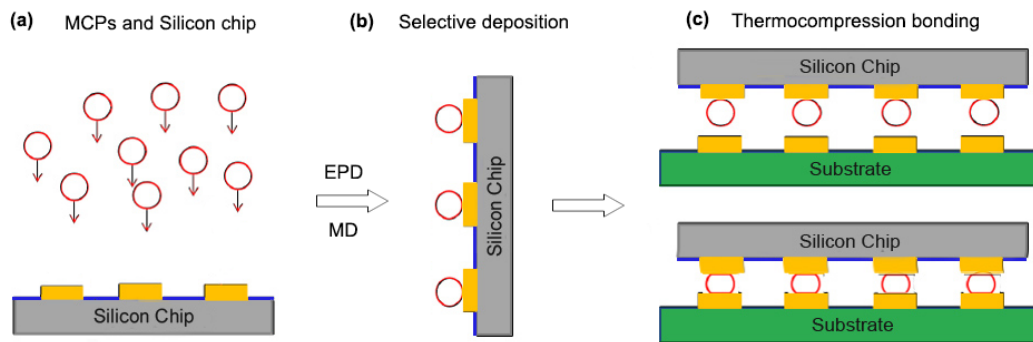 (a) MCPs and Silicon chip
Silicon Chip
(b) Selective deposition
EPD
MD
Silicon Chip
(c) Thermocompression bonding
Silicon Chip
Substrate
Silicon Chip
Substrate